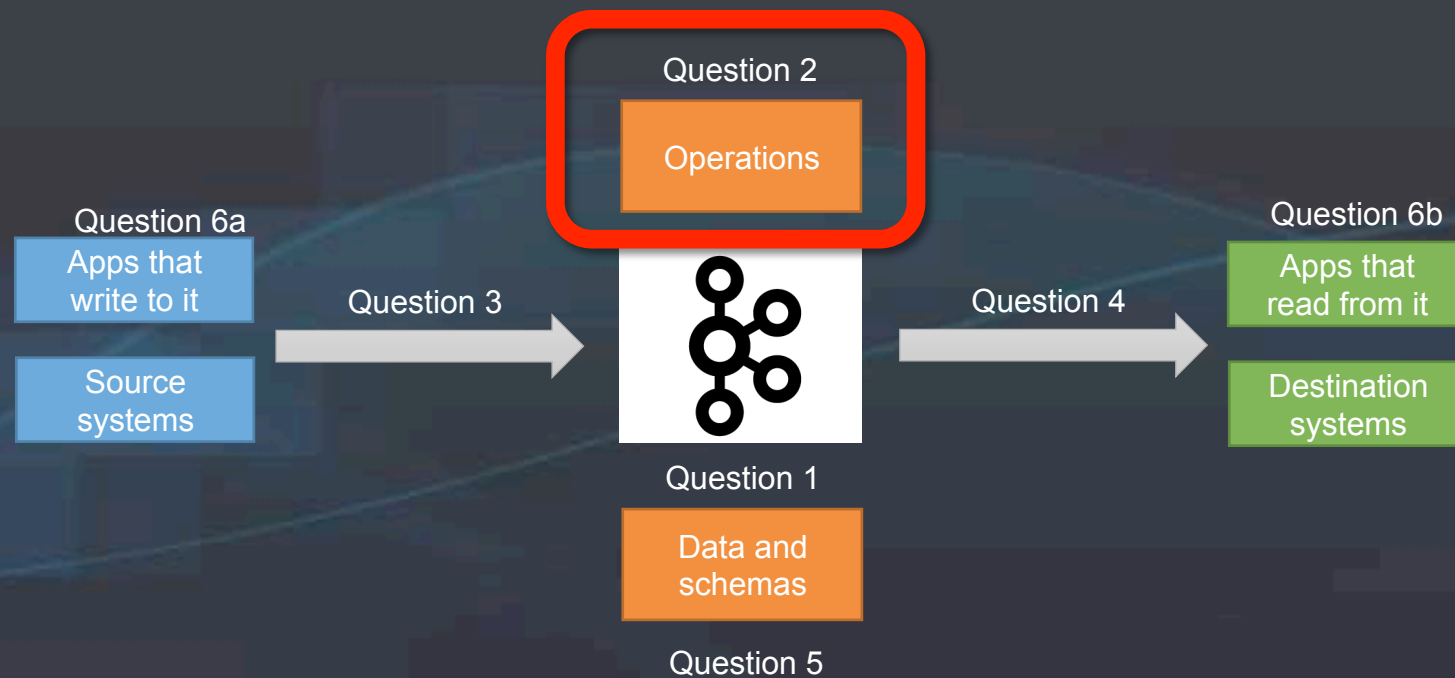 Question 2
Operations
Question 6a
Apps that
write to it
Source
systems
Question 3
Question 4
Question 6b
Apps that
read from it
Destination
systems
Question 1
Data and
schemas
Question 5